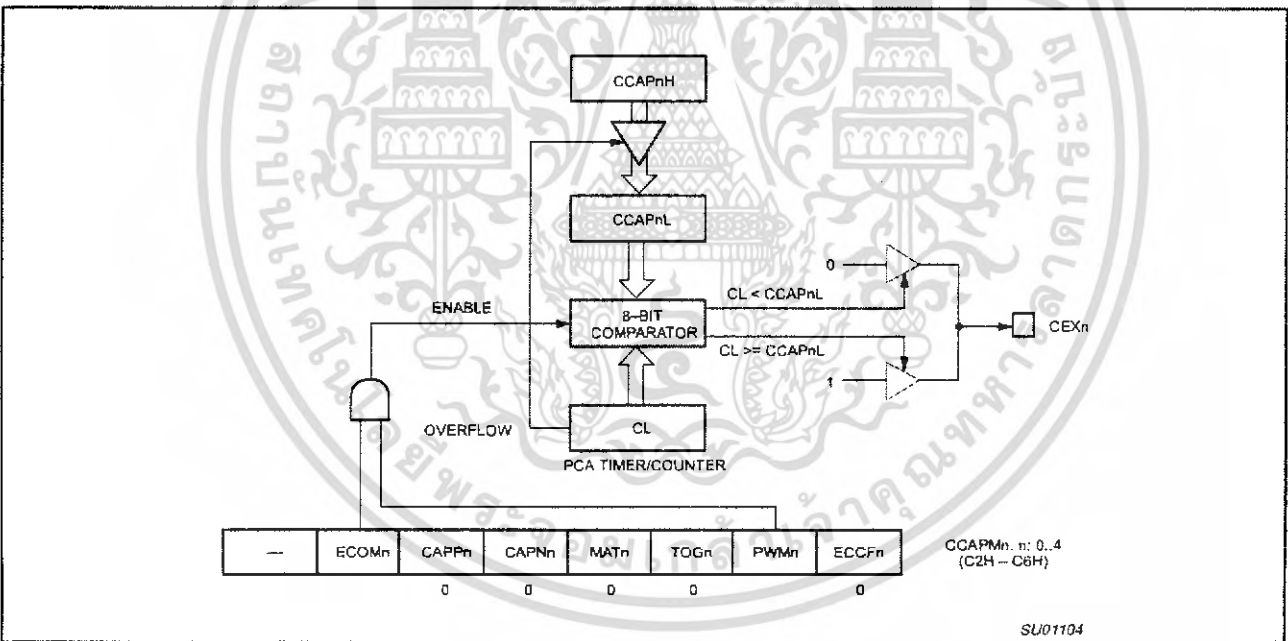 CCAPnH
CCAPnL
0
CL < CCAPnL
ENABLE
8–BIT
COMPARATOR
CEXn
CL >= CCAPnL
1
OVERFLOW
CL
PCA TIMER/COUNTER
— ECOMn CAPPn CAPNn MATn TOGn PWMn ECCFn
CCAPMn, n: 0..4
(C2H – C6H)
0 0 0 0 0
SU01104